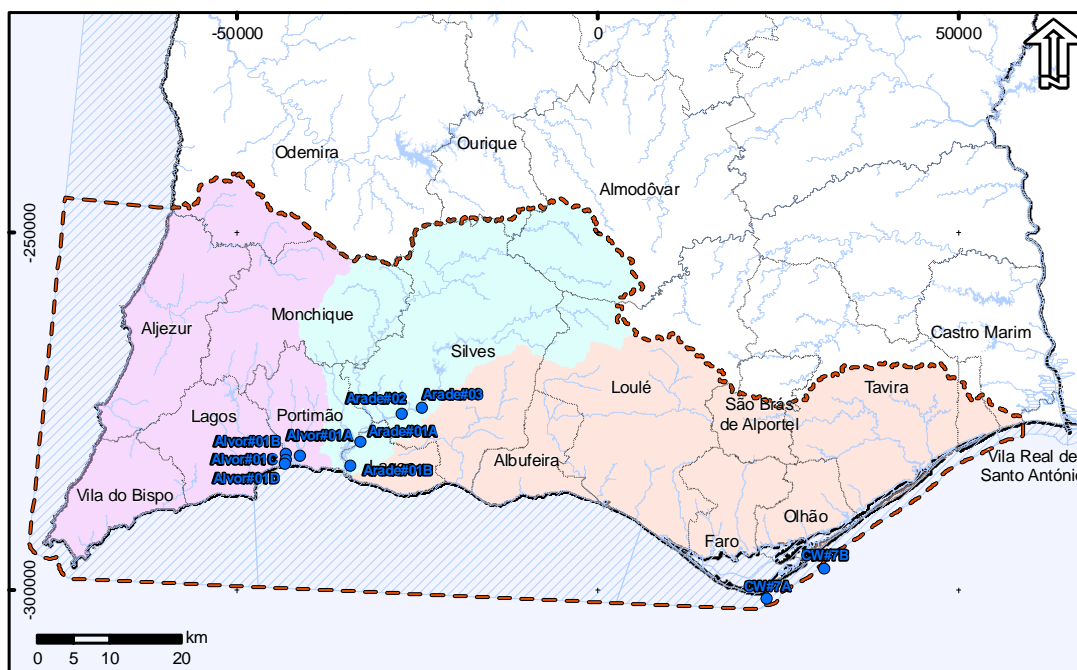 -50000
0
50000
N
-250000
-300000
Odemira
Ourique
Almodôvar
Aljezur
Monchique
Silves
Castro Marim
Loulé
Tavira
Lagos
Portimão
São Brás
de Alportel
Arade#02
Arade#03
Alvor#01B
Alvor#01A
Arade#01A
Alvor#01C
Arade#01B
Alvor#01D
Albufeira
Vila do Bispo
Vila Real de
Santo António
Olhão
Faro
CW#7B
CW#7A
km
0 5 10 20